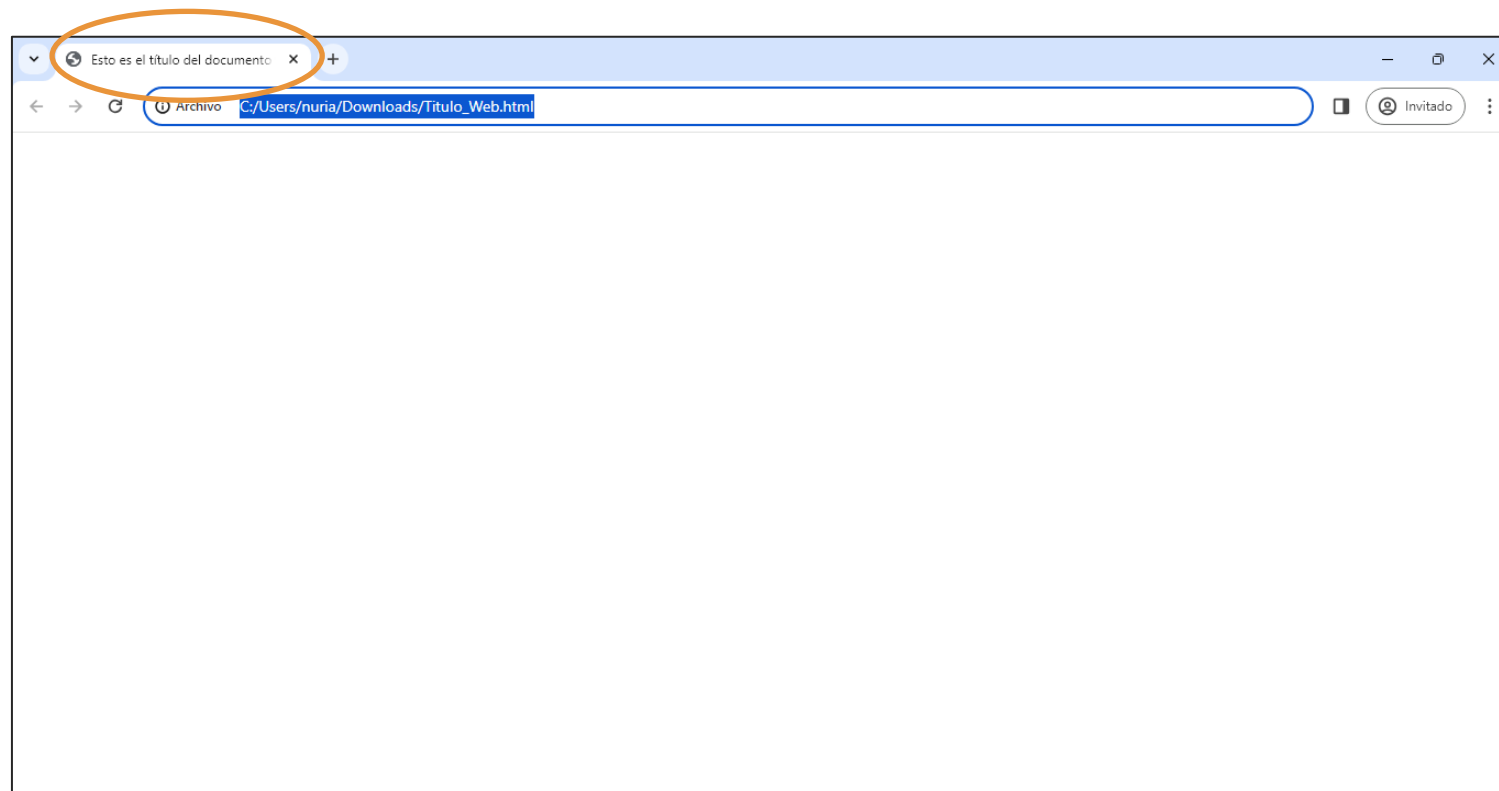 Esto es el título del documento
Archivo C:/Users/nuria/Downloads/Titulo_Web.html
Invitado